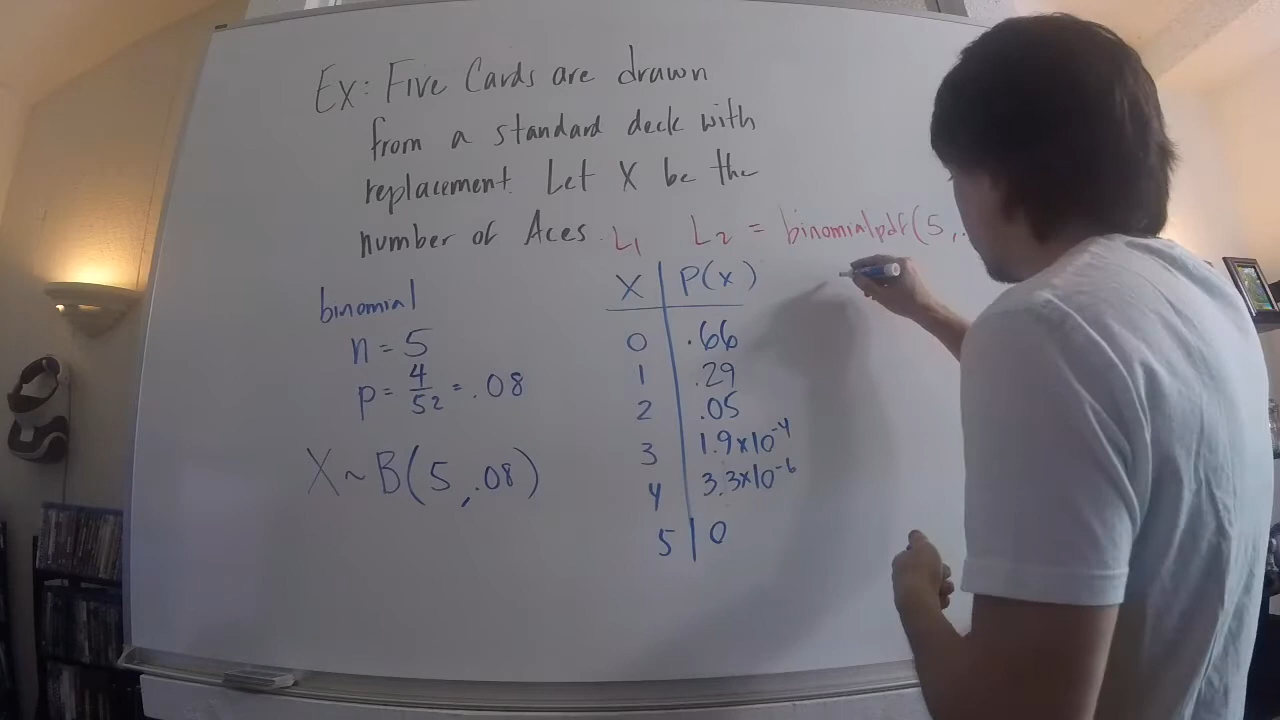 Ex: Five Cards are drawn
from a standard deck with
replacement. Let X be the
number of Aces.
L₁ L₂ = binomialpdf(5, .
binomial
n = 5
p = 4/52 = .08
X ~ B(5, .08)
X | P(x)
0 | .66
1 | .29
2 | .05
3 | 1.9x10⁻⁴
4 | 3.3x10⁻⁶
5 | 0